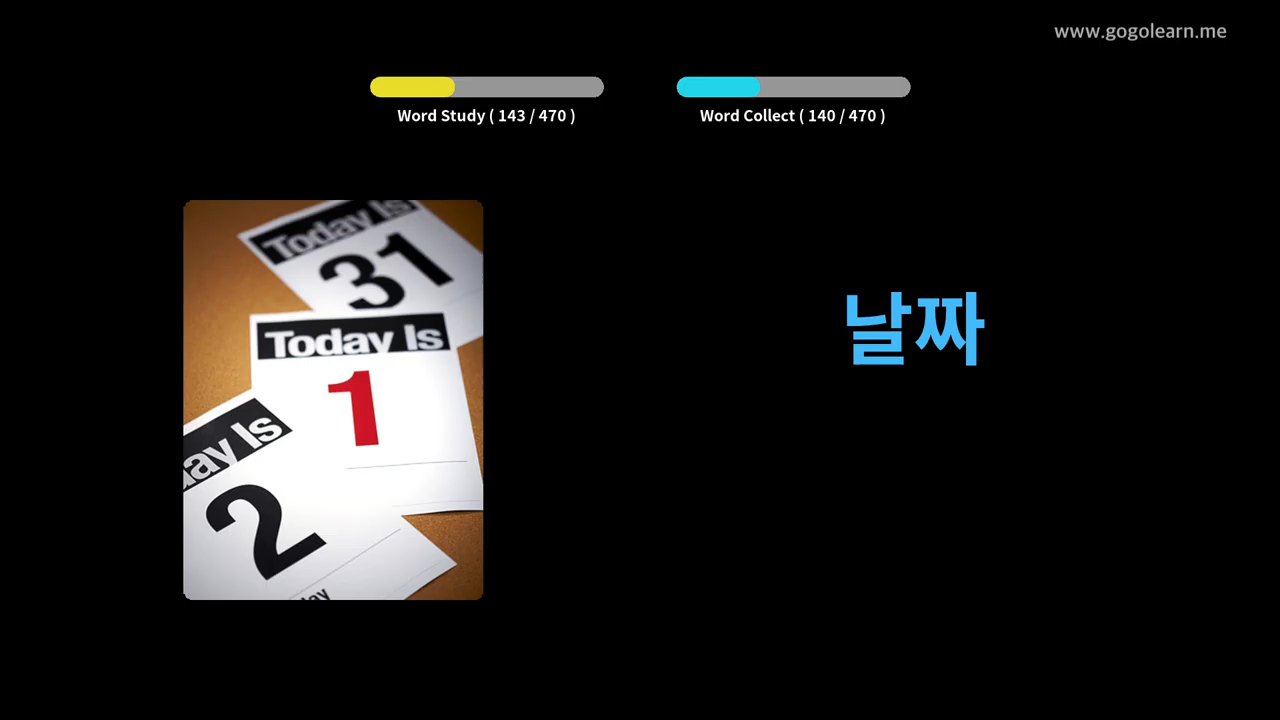 www.gogolearn.me
Word Study ( 143 / 470 )
Word Collect ( 140 / 470 )
Today Is
31
Today Is
1
ay Is
2
day
날짜